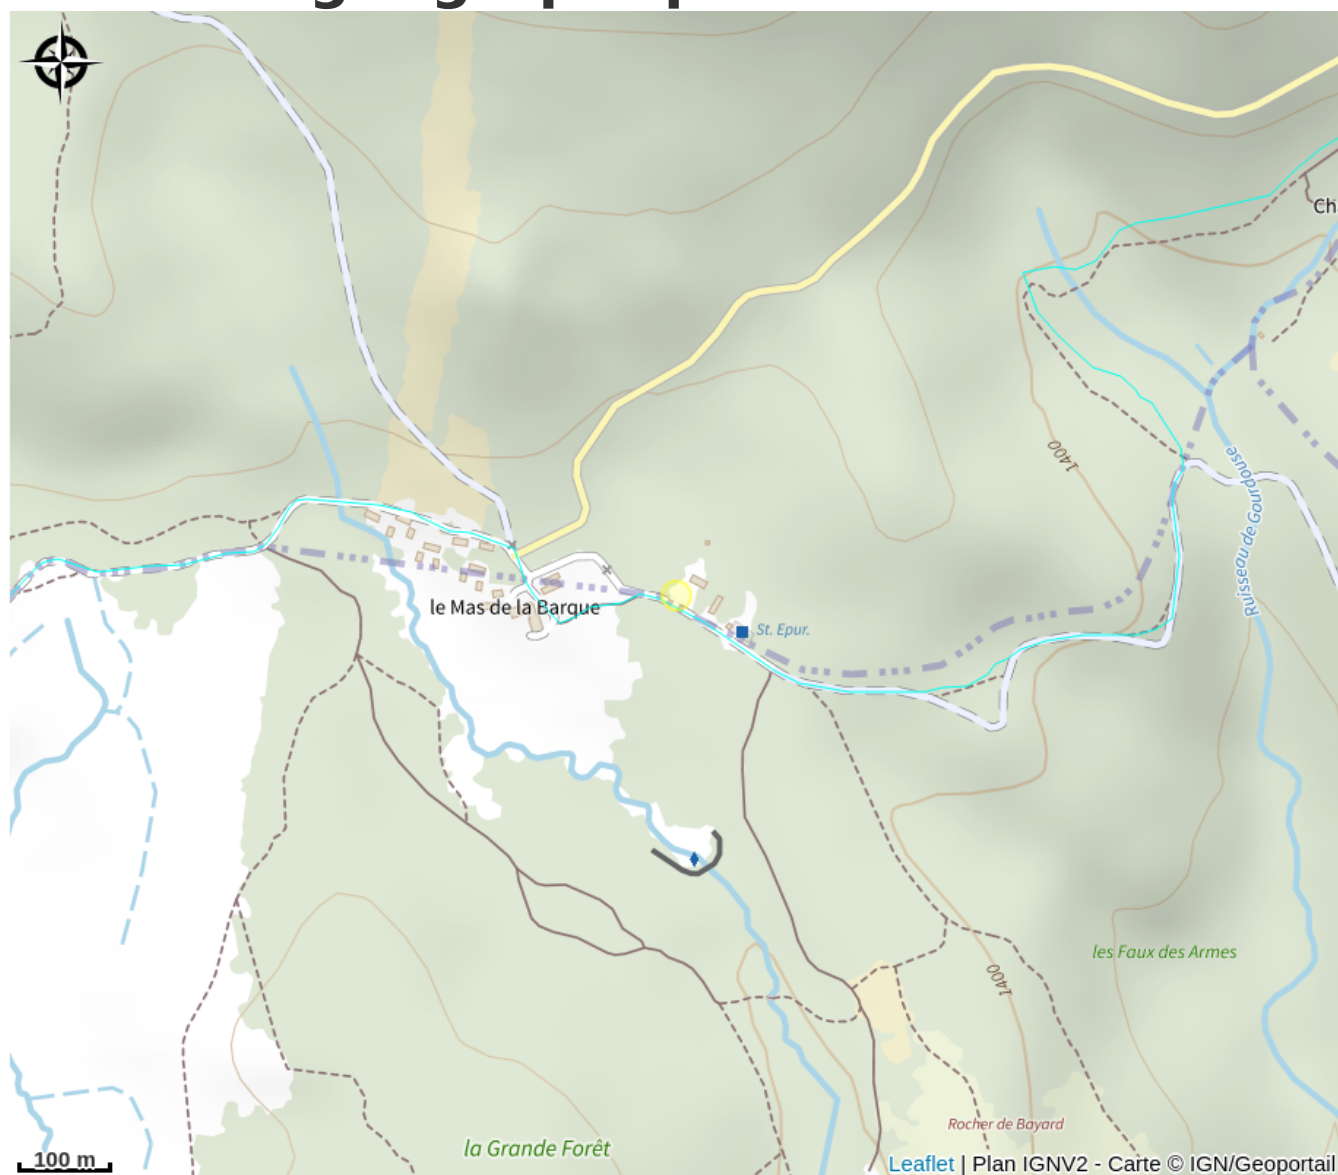 Ch
1400
Ruisseau de Gourdouse
le Mas de la Barque
St. Epur.
les Faux des Armes
1400
Rocher de Bayard
la Grande Forêt
100 m
Leaflet | Plan IGNV2 - Carte © IGN/Geoportail